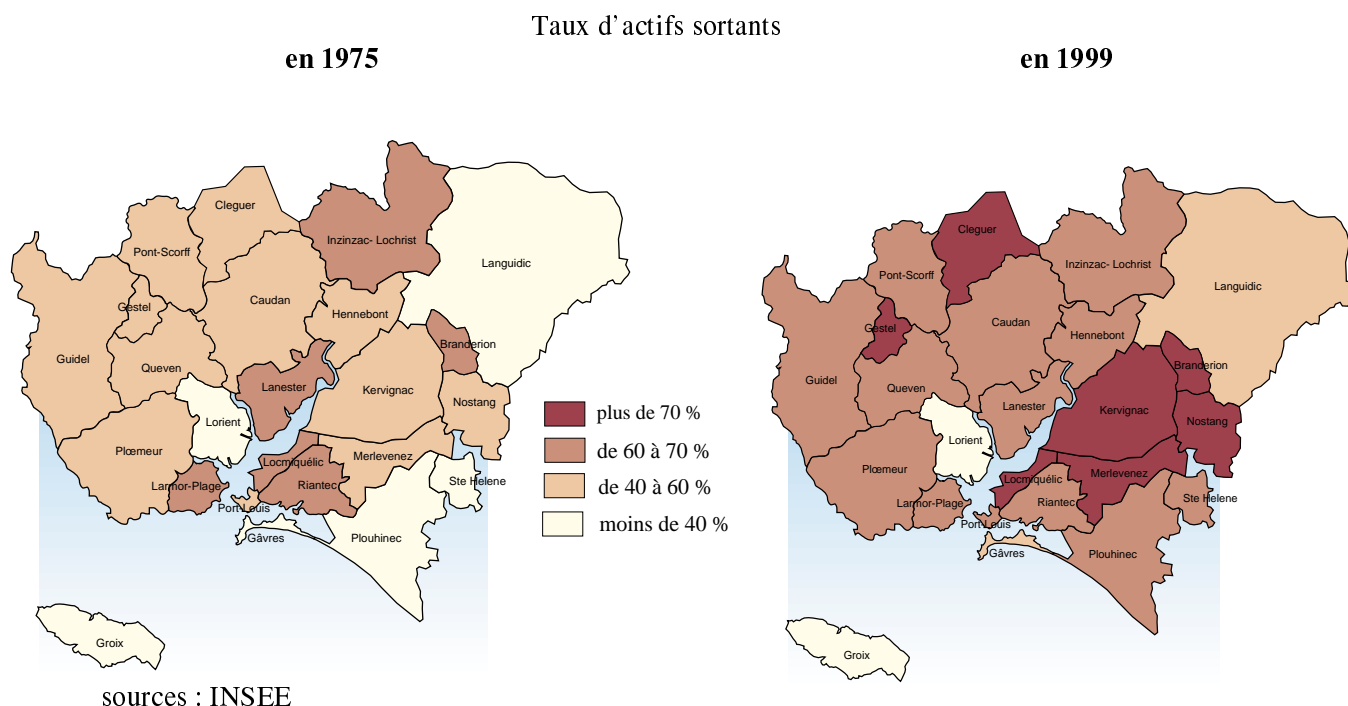 Taux d'actifs sortants
en 1975
en 1999
Cleguer
Pont-Scorff
Inzinzac- Lochrist
Languidic
Gestel
Caudan
Hennebont
Branderion
Guidel
Queven
Lanester
Kervignac
Nostang
Lorient
Plœmeur
Locmiquélic
Merlevenez
Larmor-Plage
Riantec
Ste Helene
Port-Louis
Gâvres
Plouhinec
Groix
plus de 70 %
de 60 à 70 %
de 40 à 60 %
moins de 40 %
Cleguer
Pont-Scorff
Inzinzac- Lochrist
Languidic
Gestel
Caudan
Hennebont
Branderion
Guidel
Queven
Lanester
Kervignac
Nostang
Lorient
Plœmeur
Locmiquélic
Merlevenez
Larmor-Plage
Riantec
Ste Helene
Port-Louis
Gâvres
Plouhinec
Groix
sources : INSEE